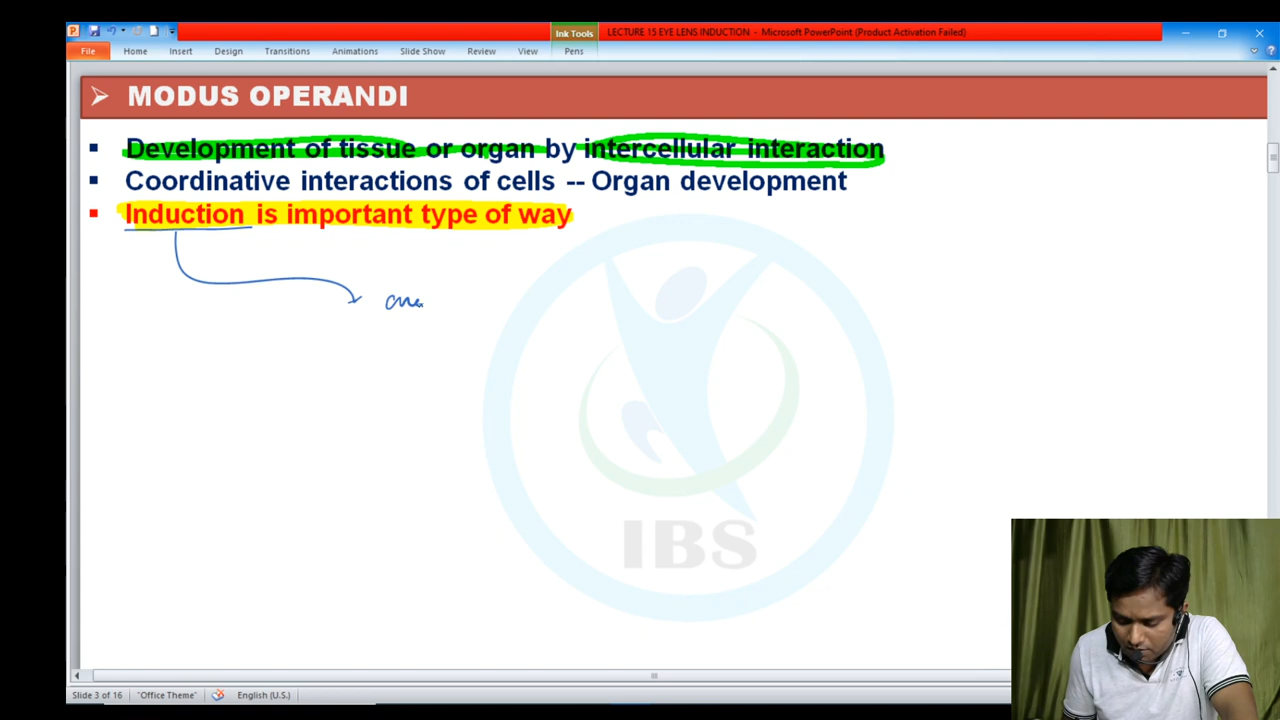 Ink Tools
LECTURE 15 EYE LENS INDUCTION - Microsoft PowerPoint (Product Activation Failed)
File Home Insert Design Transitions Animations Slide Show Review View Pens
MODUS OPERANDI
Development of tissue or organ by intercellular interaction
Coordinative interactions of cells -- Organ development
Induction is important type of way
IBS
Slide 3 of 16 "Office Theme" English (U.S.)